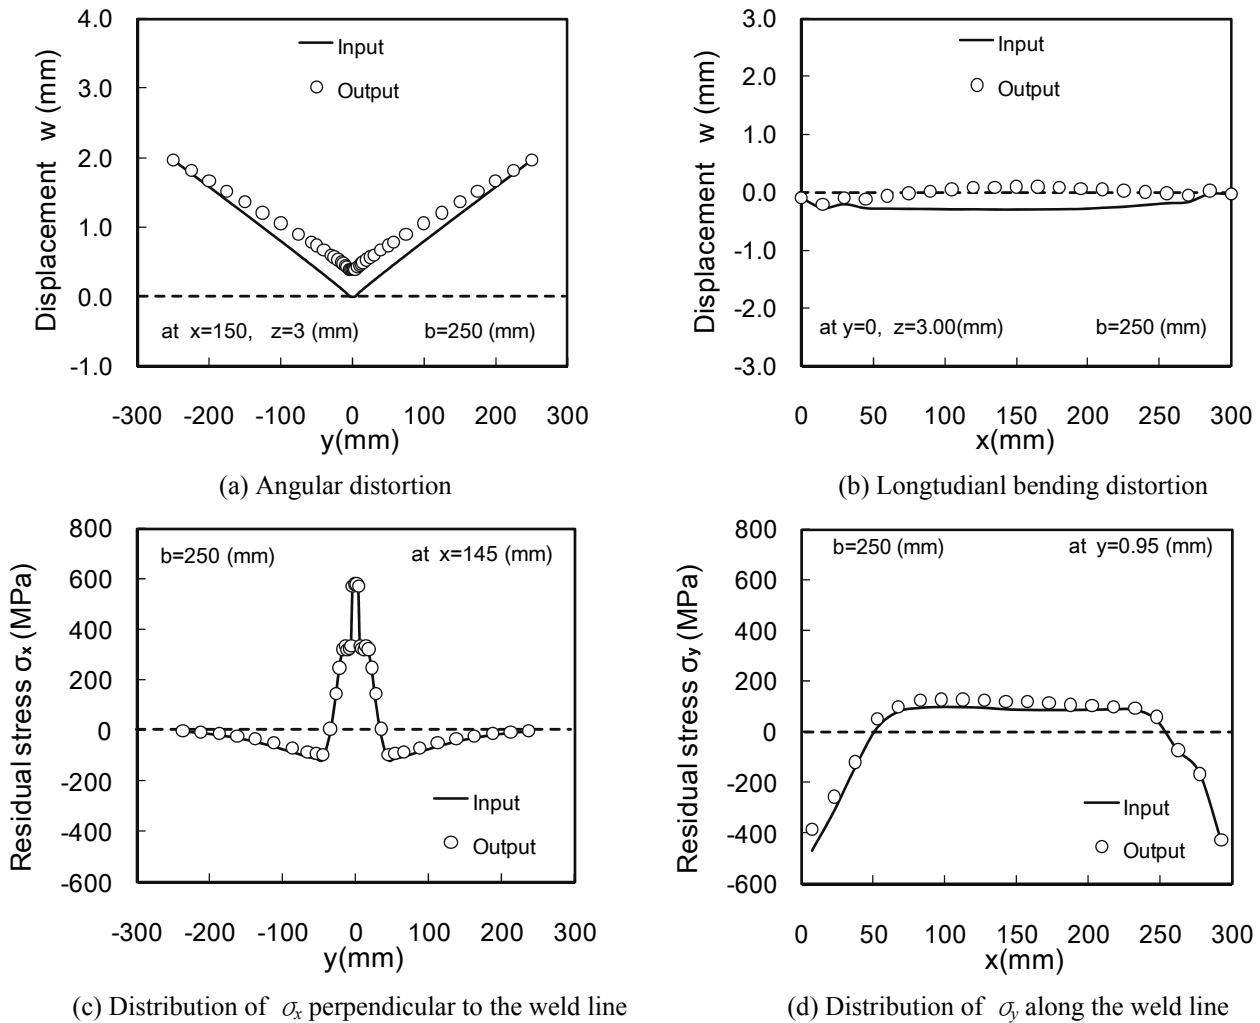 4.0
3.0
2.0
1.0
0.0
-1.0
Displacement w (mm)
Input
Output
at x=150, z=3 (mm) b=250 (mm)
-300 -200 -100 0 100 200 300
y(mm)
(a) Angular distortion
3.0
2.0
1.0
0.0
-1.0
-2.0
-3.0
Displacement w (mm)
Input
Output
at y=0, z=3.00(mm) b=250 (mm)
0 50 100 150 200 250 300
x(mm)
(b) Longtudianl bending distortion
800
600
400
200
0
-200
-400
-600
Residual stress σx (MPa)
b=250 (mm) at x=145 (mm)
Input
Output
-300 -200 -100 0 100 200 300
y(mm)
(c) Distribution of σx perpendicular to the weld line
800
600
400
200
0
-200
-400
-600
Residual stress σy (MPa)
b=250 (mm) at y=0.95 (mm)
Input
Output
0 50 100 150 200 250 300
x(mm)
(d) Distribution of σy along the weld line